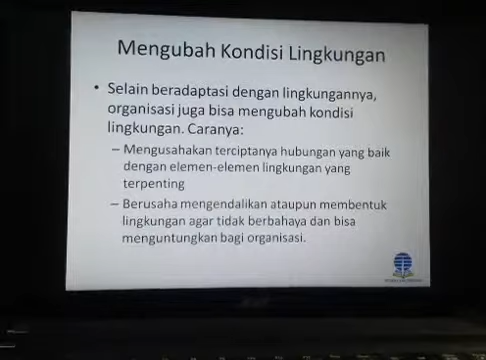 Mengubah Kondisi Lingkungan
• Selain beradaptasi dengan lingkungannya,
organisasi juga bisa mengubah kondisi
lingkungan. Caranya:
– Mengusahakan terciptanya hubungan yang baik
dengan elemen-elemen lingkungan yang
terpenting
– Berusaha mengendalikan ataupun membentuk
lingkungan agar tidak berbahaya dan bisa
menguntungkan bagi organisasi.